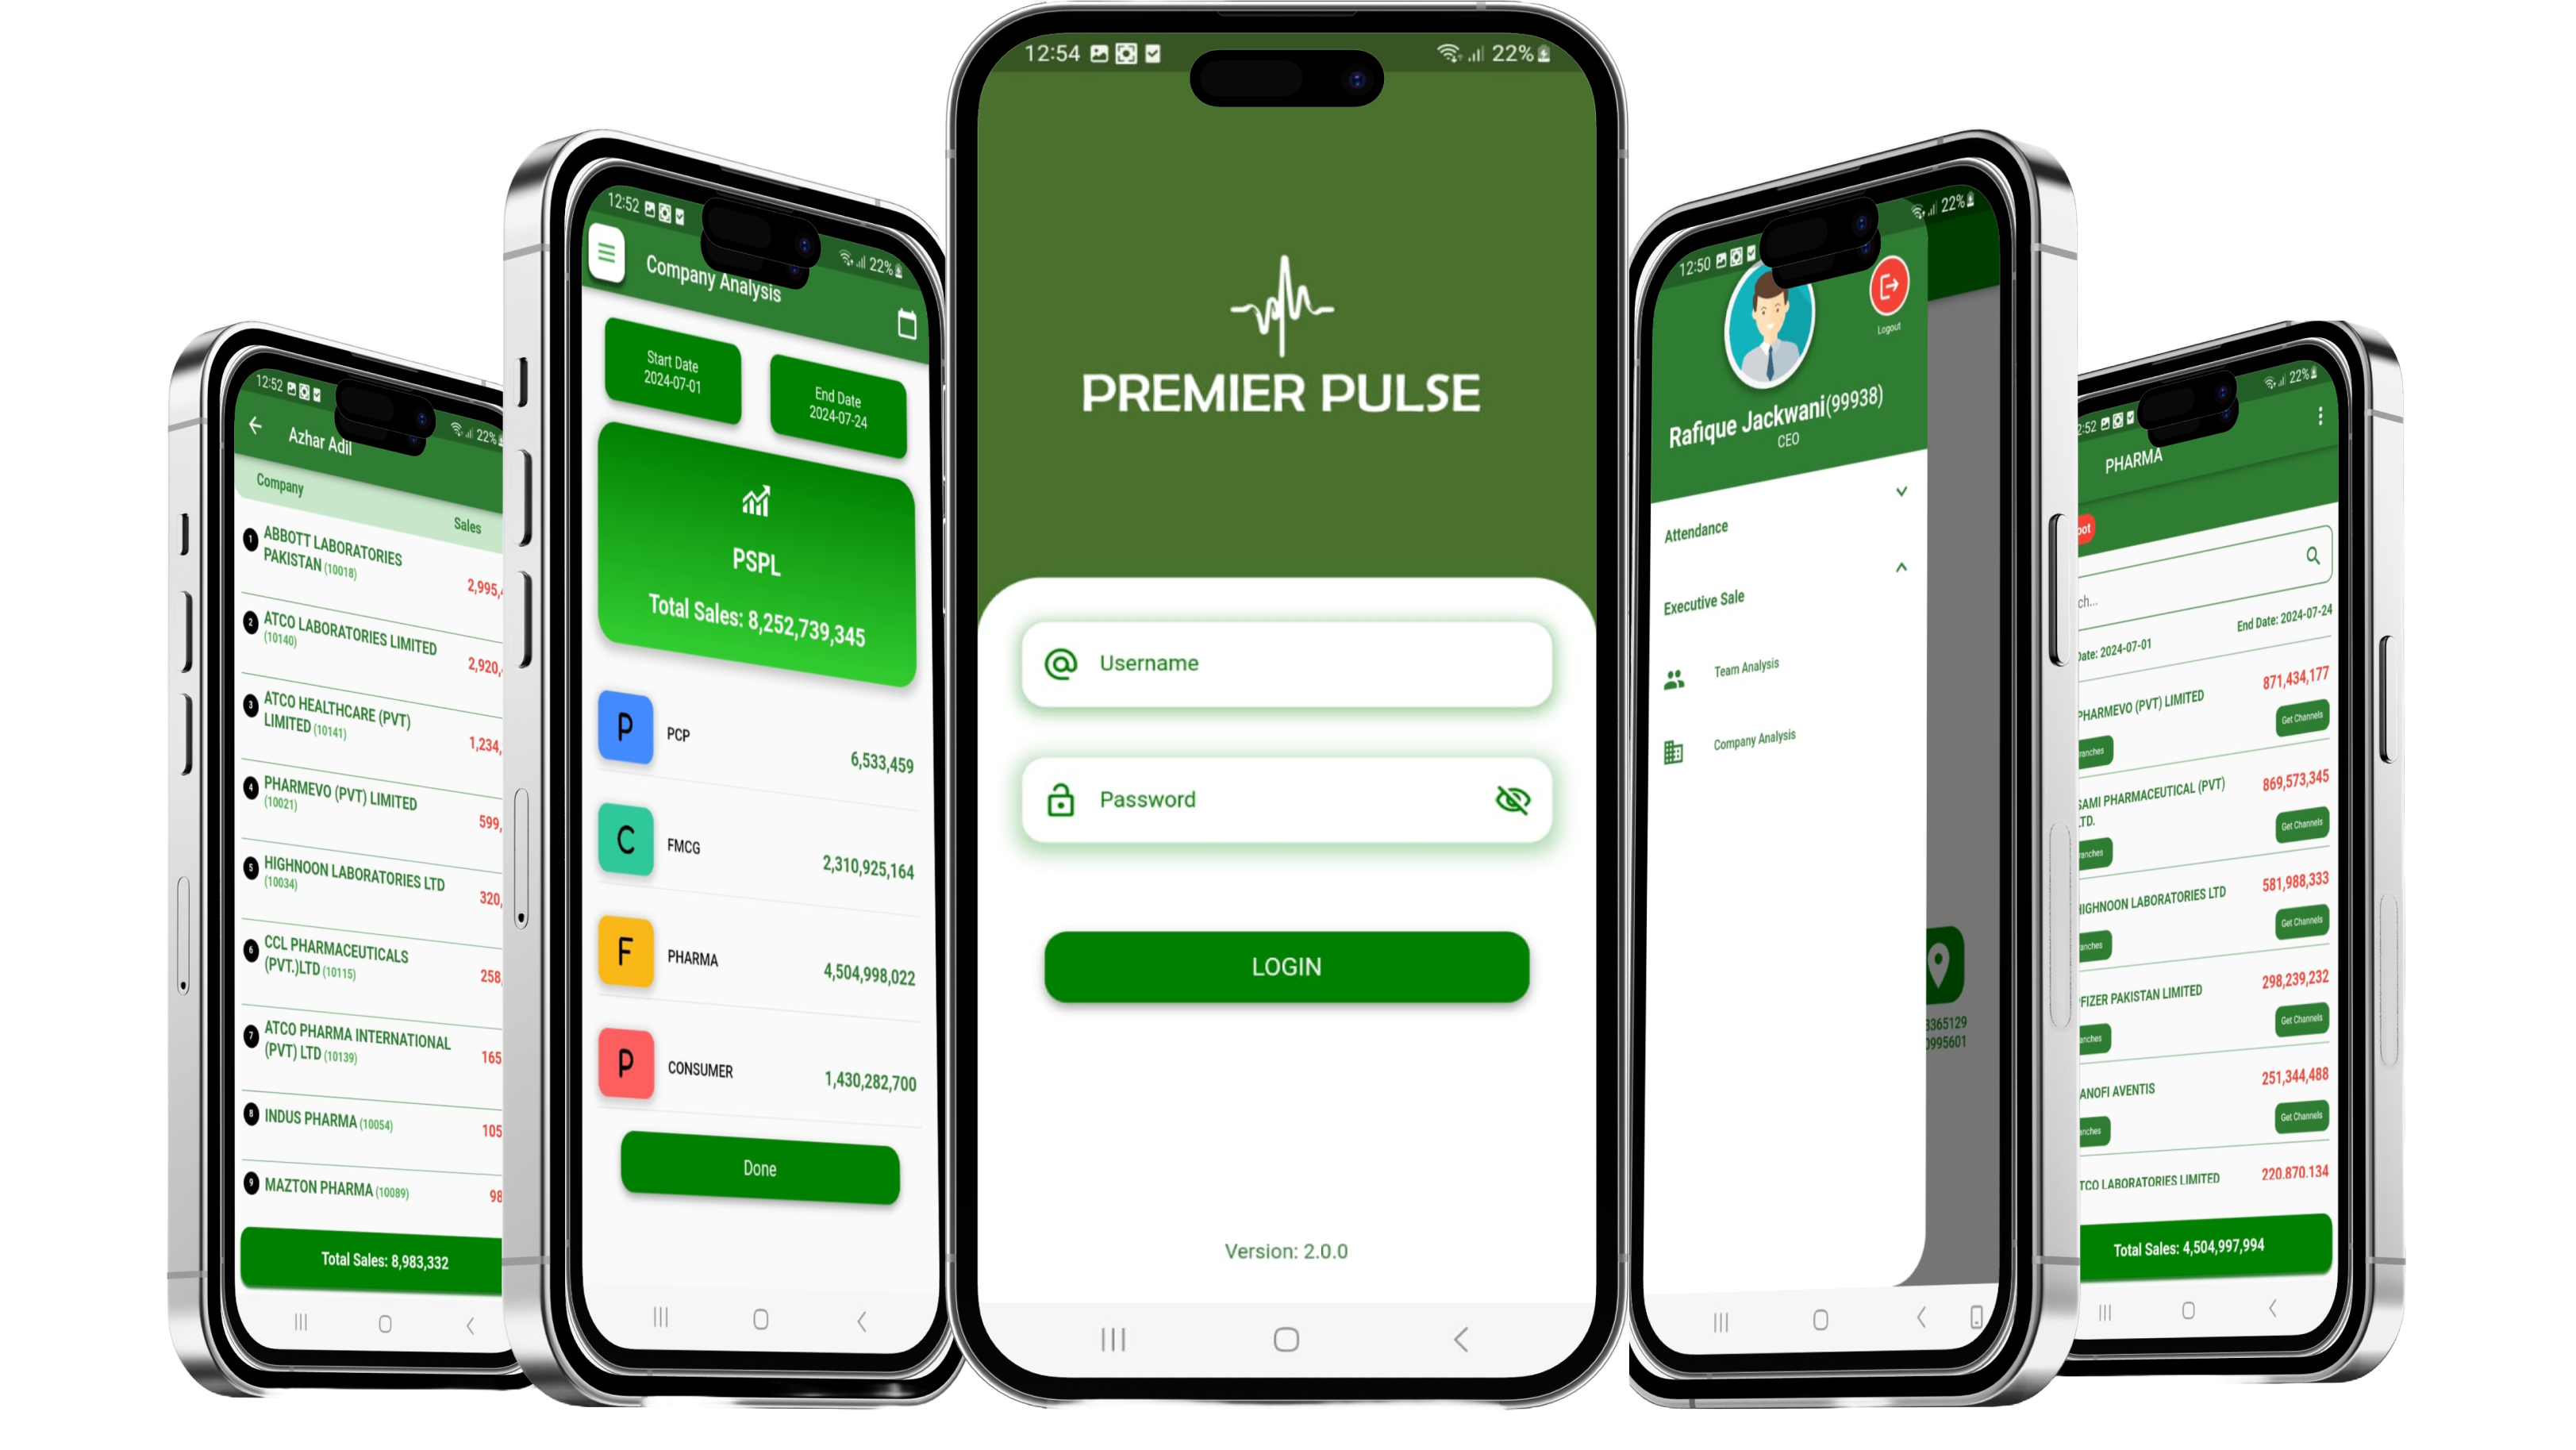 12:52
22%
Azhar Adil
Company
Sales
1 ABBOTT LABORATORIES
PAKISTAN (10018)
2,995,
2 ATCO LABORATORIES LIMITED
(10140)
2,920,
3 ATCO HEALTHCARE (PVT)
LIMITED (10141)
1,234,
4 PHARMEVO (PVT) LIMITED
(10021)
599,
5 HIGHNOON LABORATORIES LTD
(10034)
320,
6 CCL PHARMACEUTICALS
(PVT.)LTD (10115)
258,
7 ATCO PHARMA INTERNATIONAL
(PVT) LTD (10139)
165
8 INDUS PHARMA (10054)
105
9 MAZTON PHARMA (10089)
98
Total Sales: 8,983,332
12:52
22%
Company Analysis
Start Date
2024-07-01
End Date
2024-07-24
PSPL
Total Sales: 8,252,739,345
P PCP 6,533,459
C FMCG 2,310,925,164
F PHARMA 4,504,998,022
P CONSUMER 1,430,282,700
Done
12:54
22%
PREMIER PULSE
Username
Password
LOGIN
Version: 2.0.0
12:50
22%
Logout
Rafique Jackwani(99938)
CEO
Attendance
Executive Sale
Team Analysis
Company Analysis
3365129
0995601
2:52
22%
PHARMA
oot
ch...
Date: 2024-07-01
End Date: 2024-07-24
PHARMEVO (PVT) LIMITED
871,434,177
ranches
Get Channels
SAMI PHARMACEUTICAL (PVT)
LTD.
869,573,345
anches
Get Channels
HIGHNOON LABORATORIES LTD
581,988,333
anches
Get Channels
FIZER PAKISTAN LIMITED
298,239,232
anches
Get Channels
ANOFI AVENTIS
251,344,488
anches
Get Channels
TCO LABORATORIES LIMITED
220,870,134
Total Sales: 4,504,997,994